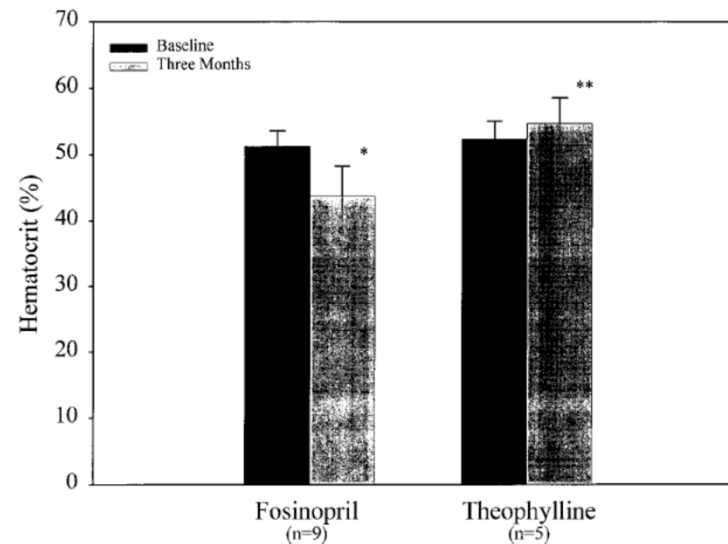 70
60
50
40
30
20
10
0
Hematocrit (%)
Baseline
Three Months
*
**
Fosinopril
(n=9)
Theophylline
(n=5)